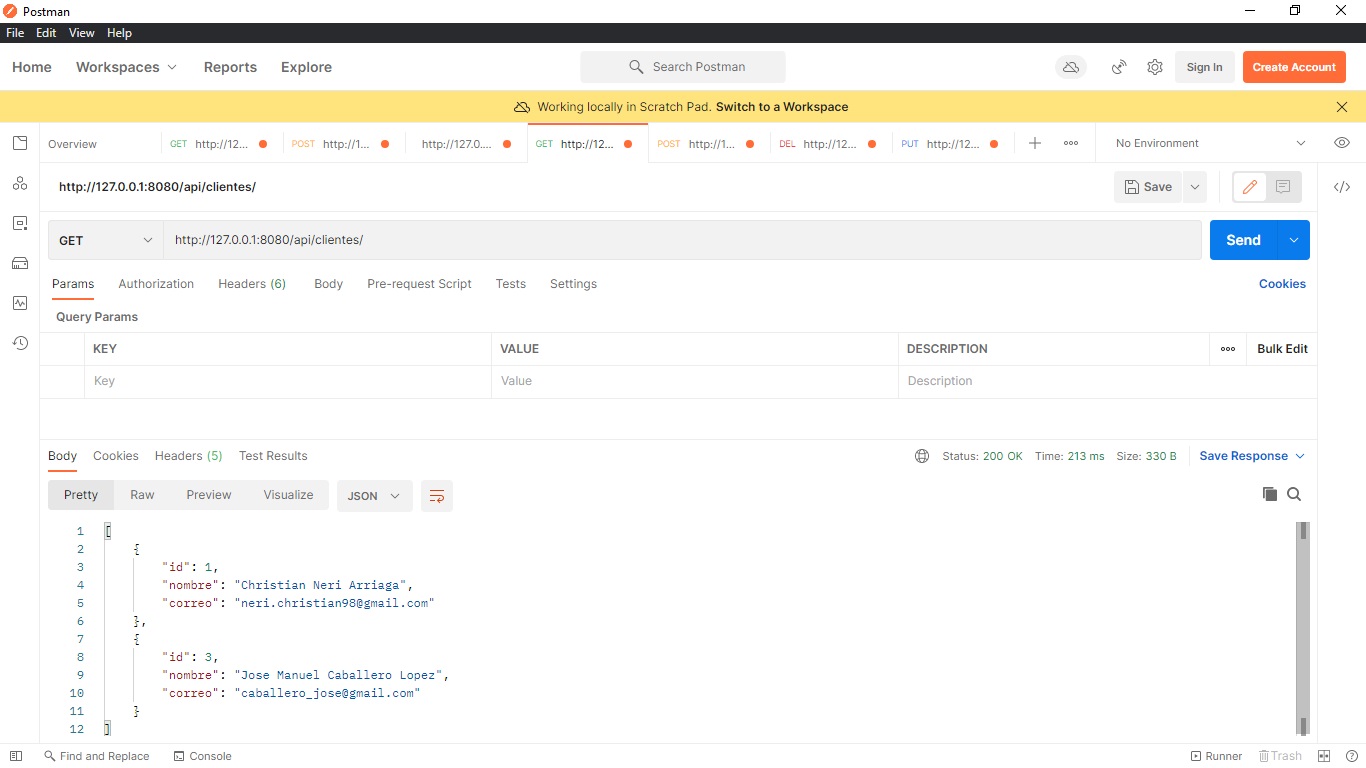 Postman
File Edit View Help
Home Workspaces Reports Explore Search Postman Sign In Create Account
Working locally in Scratch Pad. Switch to a Workspace
Overview GET http://12... POST http://1... http://127.0.... GET http://12... POST http://1... DEL http://12... PUT http://12... No Environment
http://127.0.0.1:8080/api/clientes/ Save
GET http://127.0.0.1:8080/api/clientes/ Send
Params Authorization Headers (6) Body Pre-request Script Tests Settings Cookies
Query Params
KEY VALUE DESCRIPTION Bulk Edit
Key Value Description
Body Cookies Headers (5) Test Results Status: 200 OK Time: 213 ms Size: 330 B Save Response
Pretty Raw Preview Visualize JSON
1 [
2 {
3 "id": 1,
4 "nombre": "Christian Neri Arriaga",
5 "correo": "neri.christian98@gmail.com"
6 },
7 {
8 "id": 3,
9 "nombre": "Jose Manuel Caballero Lopez",
10 "correo": "caballero_jose@gmail.com"
11 }
12 ]
Find and Replace Console Runner Trash